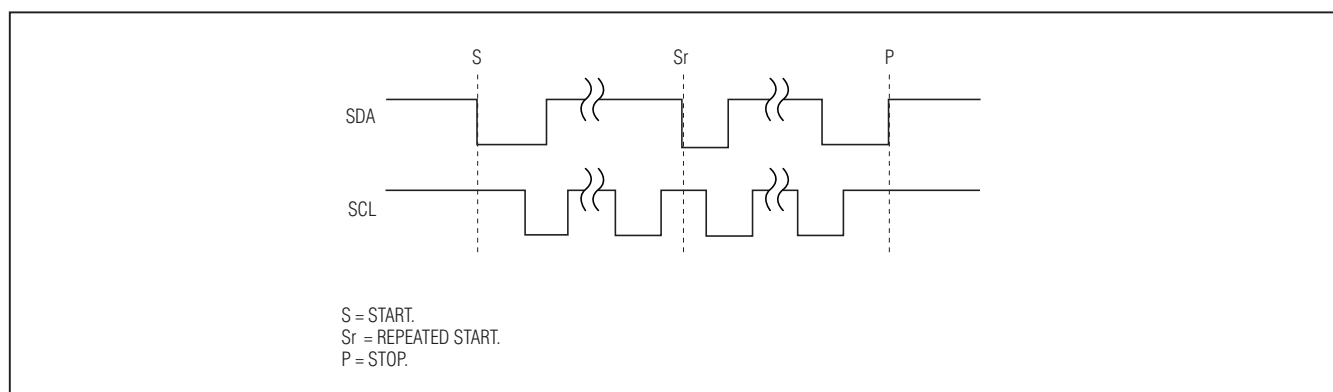 S Sr P
SDA
SCL
S = START.
Sr = REPEATED START.
P = STOP.